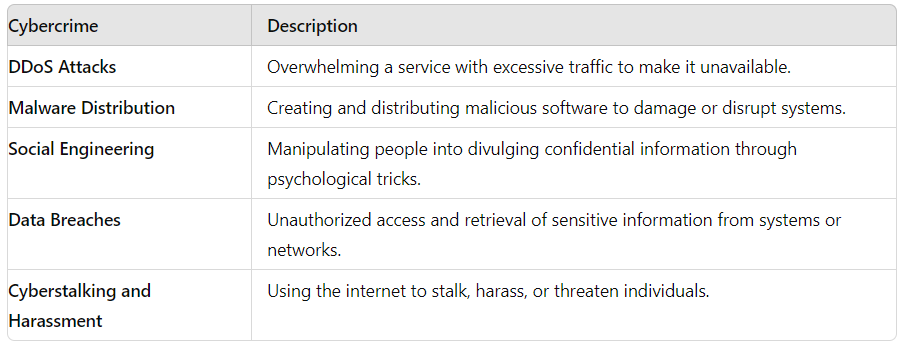 Cybercrime Description
DDoS Attacks Overwhelming a service with excessive traffic to make it unavailable.
Malware Distribution Creating and distributing malicious software to damage or disrupt systems.
Social Engineering Manipulating people into divulging confidential information through
psychological tricks.
Data Breaches Unauthorized access and retrieval of sensitive information from systems or
networks.
Cyberstalking and Using the internet to stalk, harass, or threaten individuals.
Harassment